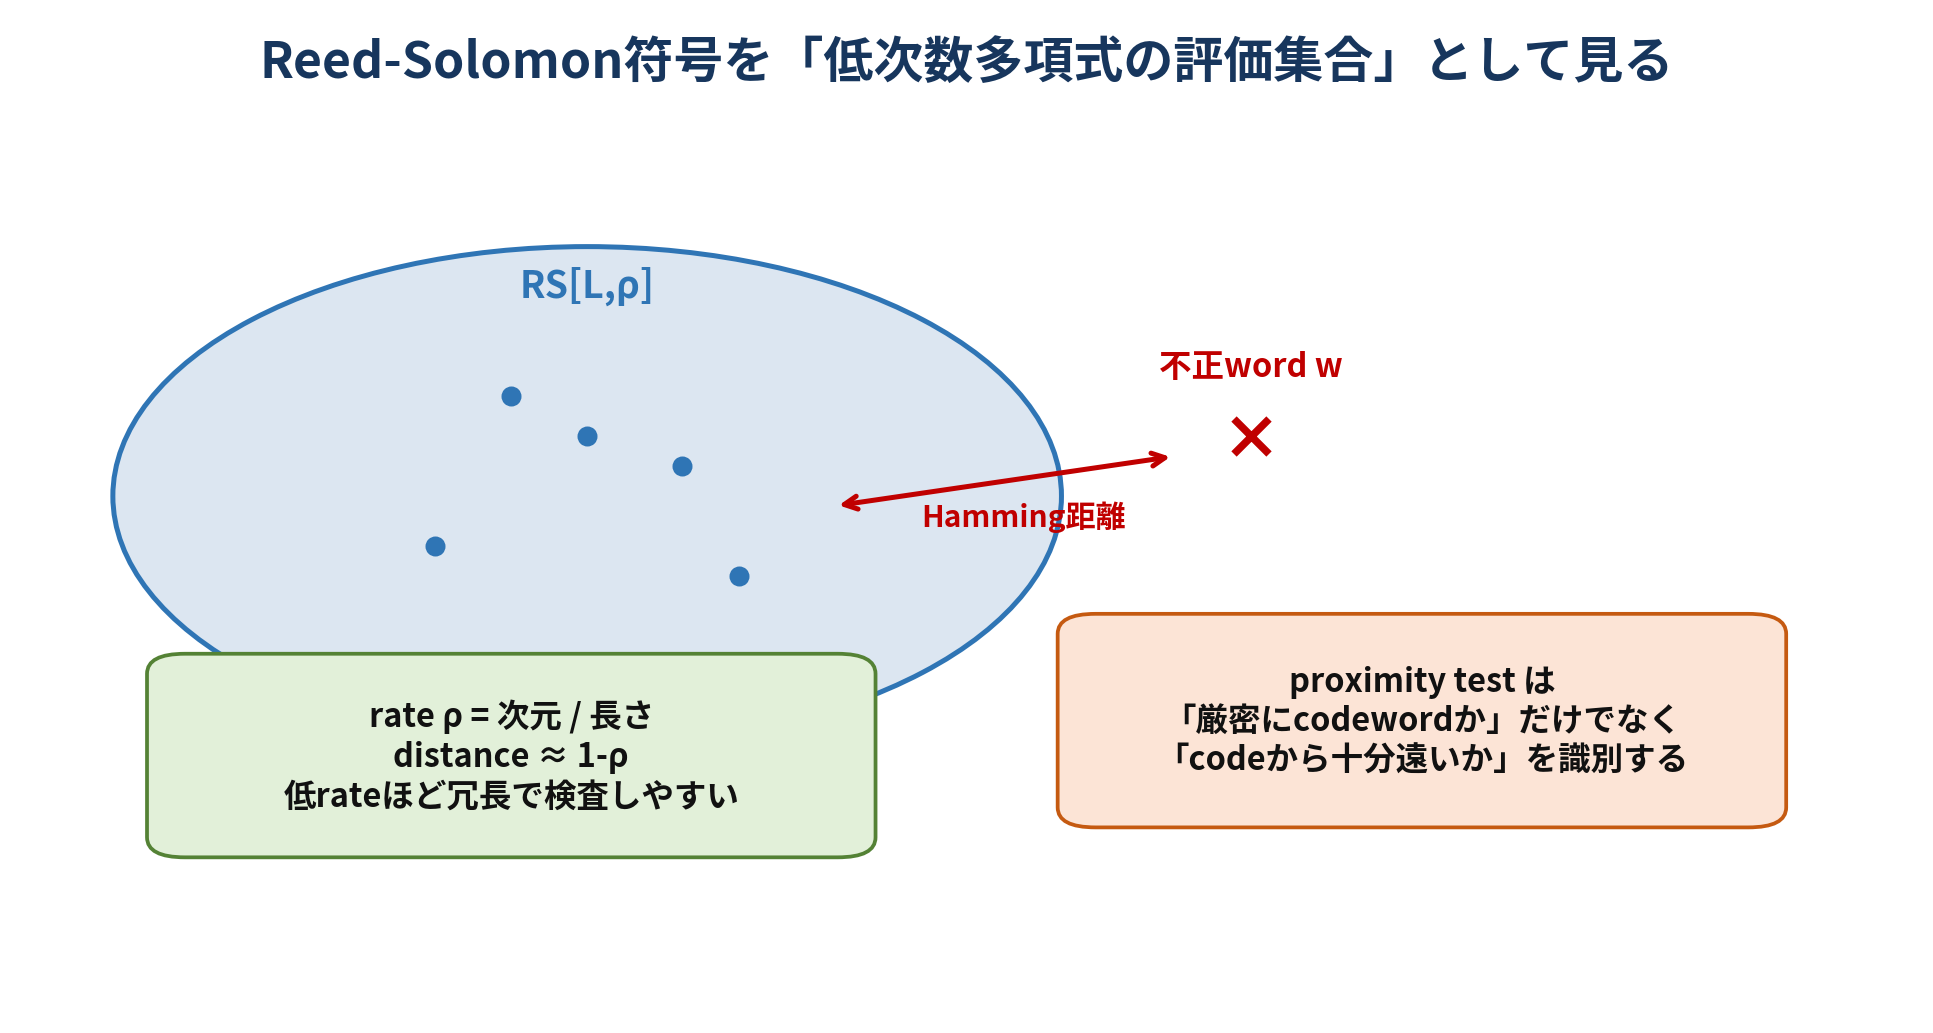 Reed-Solomon符号を「低次数多項式の評価集合」として見る
RS[L,ρ]
不正word w
Hamming距離
rate ρ = 次元 / 長さ
distance ≈ 1-ρ
低rateほど冗長で検査しやすい
proximity test は
「厳密にcodewordか」だけでなく
「codeから十分遠いか」を識別する